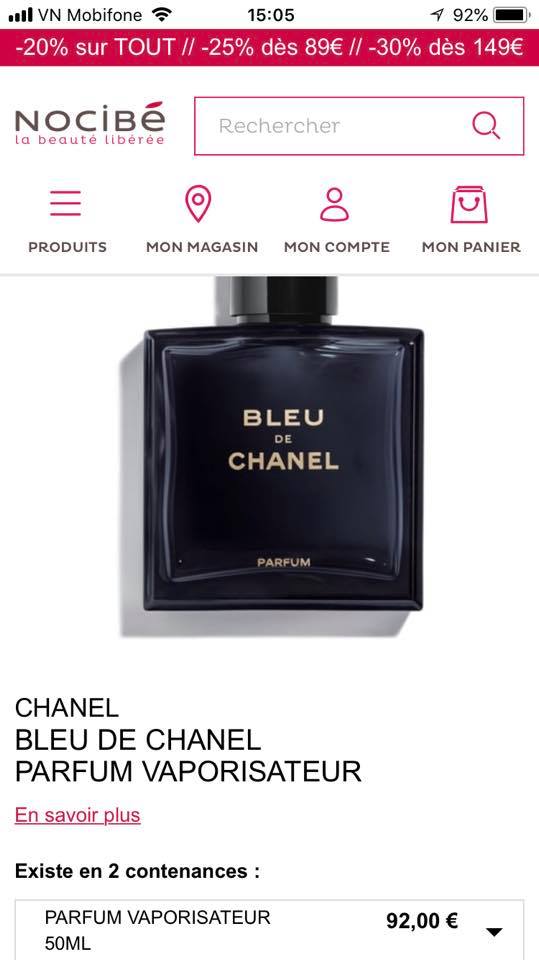 VN Mobifone 15:05 92%
-20% sur TOUT // -25% dès 89€ // -30% dès 149€
NOCIBÉ
la beauté libérée
Rechercher
PRODUITS MON MAGASIN MON COMPTE MON PANIER
BLEU
DE
CHANEL
PARFUM
CHANEL
BLEU DE CHANEL
PARFUM VAPORISATEUR
En savoir plus
Existe en 2 contenances :
PARFUM VAPORISATEUR 92,00 €
50ML